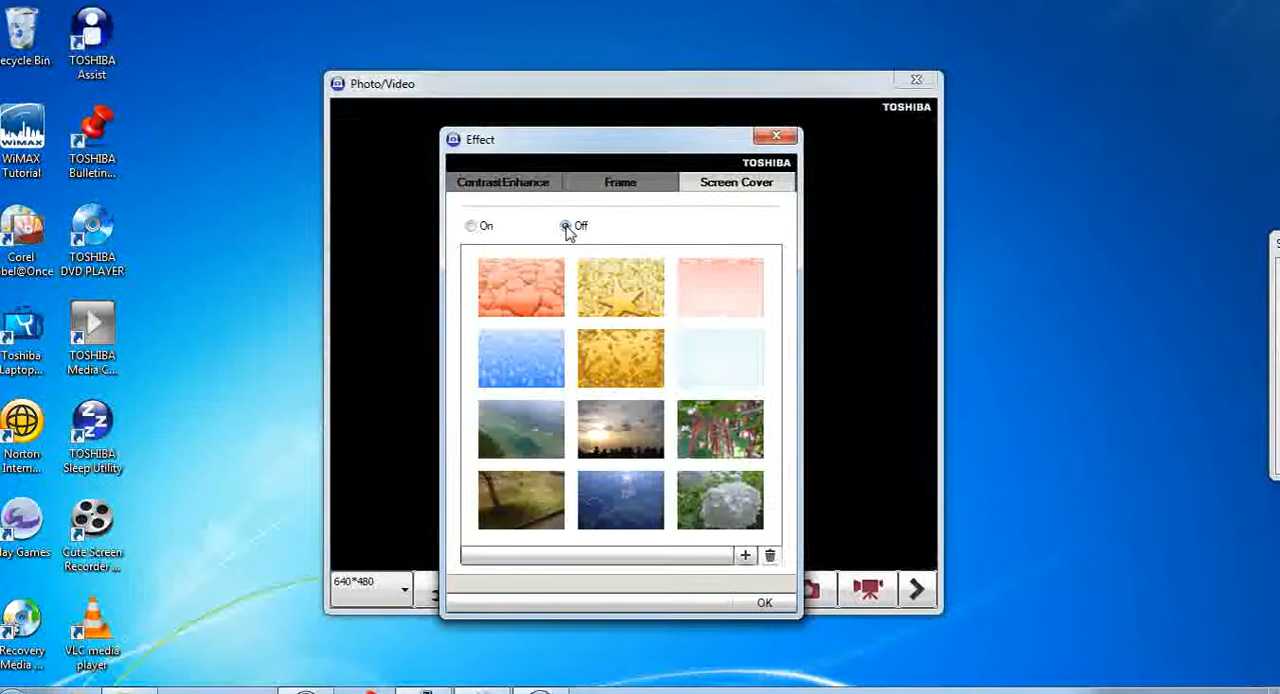 ecycle Bin
TOSHIBA
Assist
WiMAX
WiMAX
Tutorial
TOSHIBA
Bulletin...
Corel
bel@Once
TOSHIBA
DVD PLAYER
Toshiba
Laptop...
TOSHIBA
Media C...
Norton
Intern...
TOSHIBA
Sleep Utility
lay Games
Cute Screen
Recorder ...
Recovery
Media ...
VLC media
player
Photo/Video
TOSHIBA
Effect
TOSHIBA
Contrast Enhance
Frame
Screen Cover
On
Off
640*480
OK